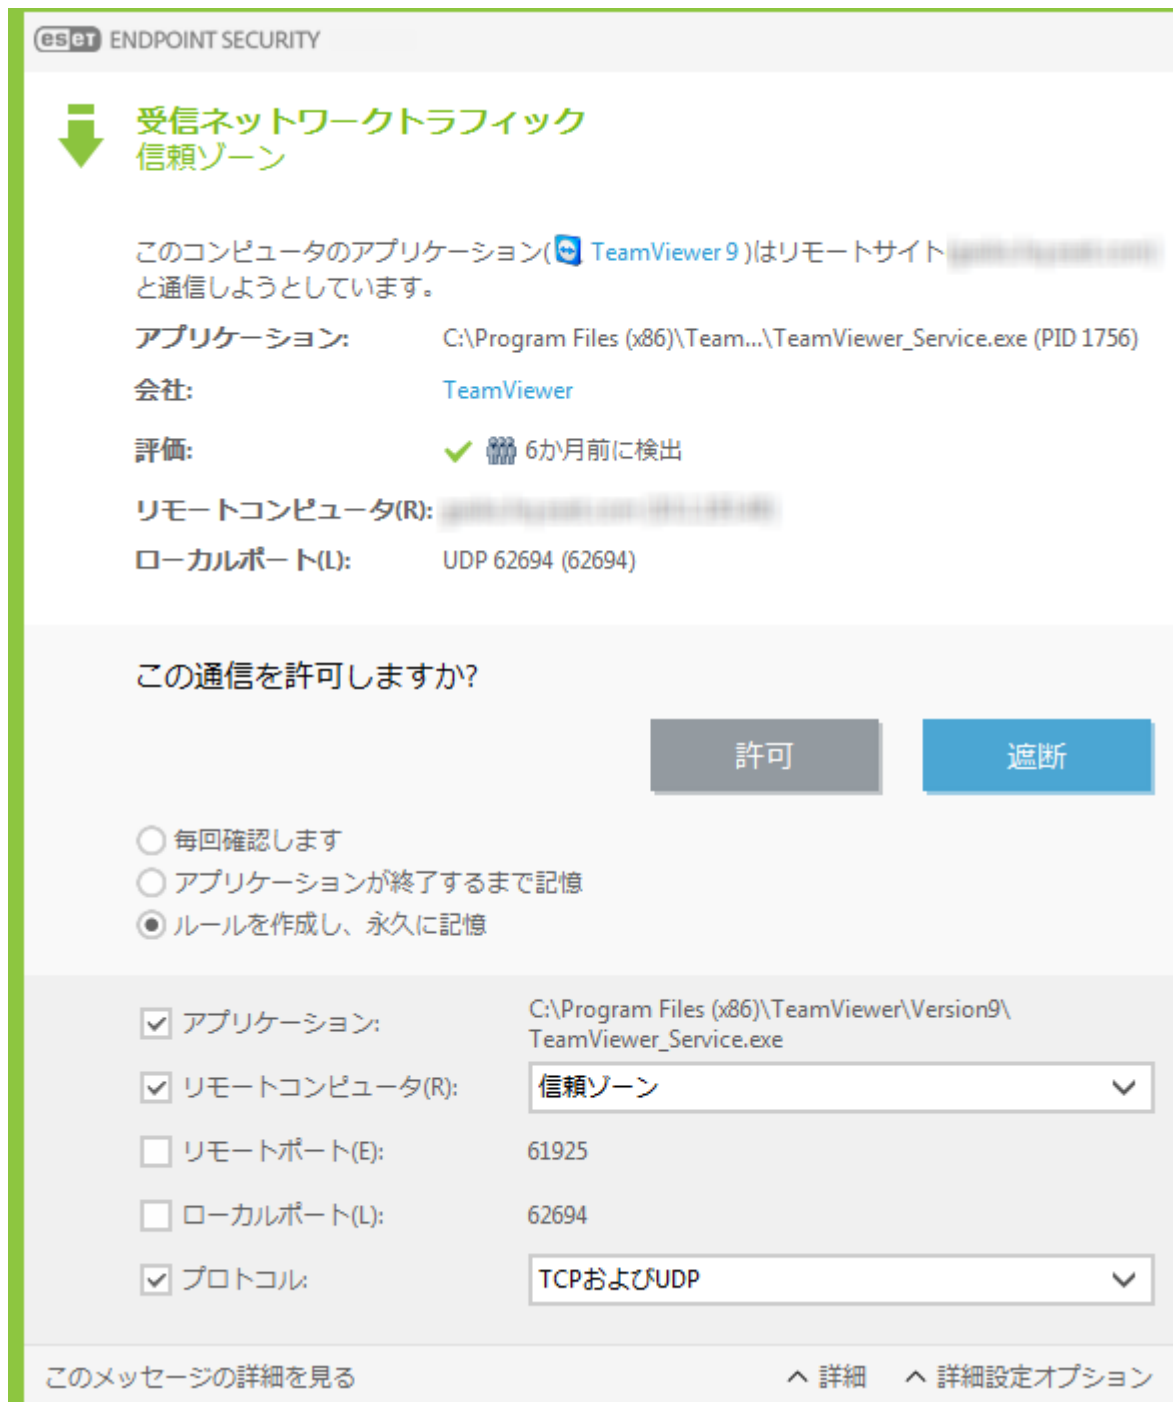 eset ENDPOINT SECURITY
受信ネットワークトラフィック
信頼ゾーン
このコンピュータのアプリケーション( TeamViewer 9 )はリモートサイト
と通信しようとしています。
アプリケーション: C:\Program Files (x86)\Team...\TeamViewer_Service.exe (PID 1756)
会社: TeamViewer
評価: 6か月前に検出
リモートコンピュータ(R):
ローカルポート(L): UDP 62694 (62694)
この通信を許可しますか?
許可 遮断
毎回確認します
アプリケーションが終了するまで記憶
ルールを作成し、永久に記憶
アプリケーション: C:\Program Files (x86)\TeamViewer\Version9\
TeamViewer_Service.exe
リモートコンピュータ(R): 信頼ゾーン
リモートポート(E): 61925
ローカルポート(L): 62694
プロトコル: TCPおよびUDP
このメッセージの詳細を見る 詳細 詳細設定オプション